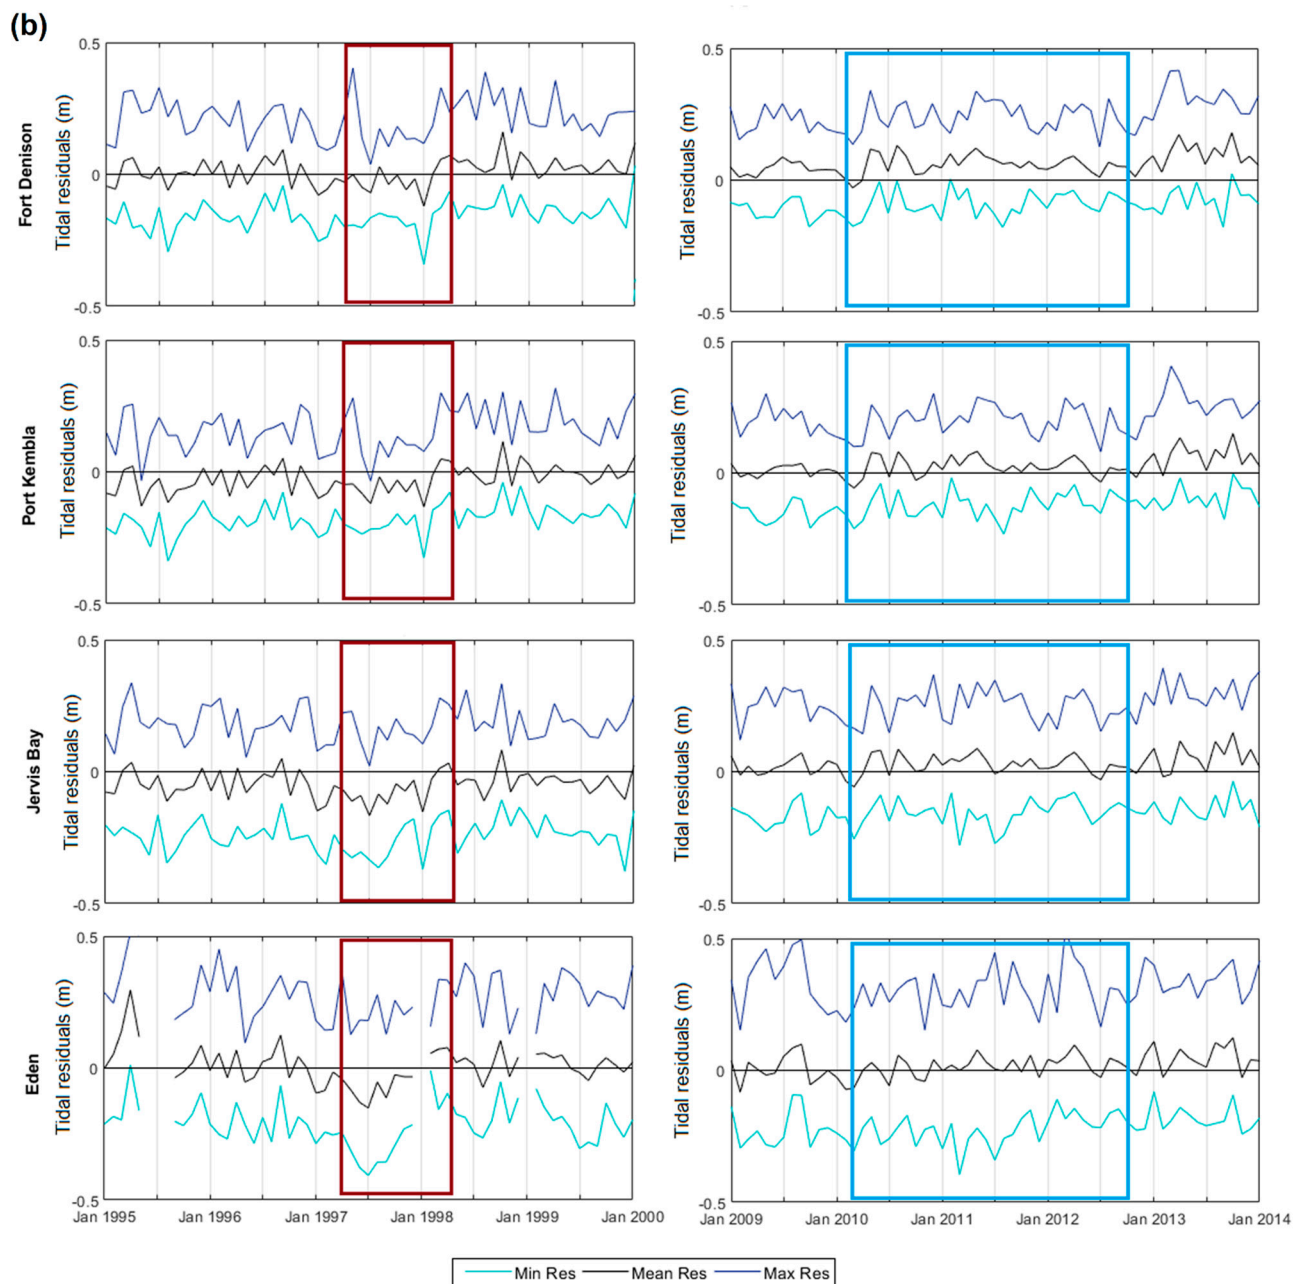 (b)
Fort Denison
Tidal residuals (m)
0.5
0
-0.5
Tidal residuals (m)
0.5
0
-0.5
Port Kembla
Tidal residuals (m)
0.5
0
-0.5
Tidal residuals (m)
0.5
0
-0.5
Jervis Bay
Tidal residuals (m)
0.5
0
-0.5
Tidal residuals (m)
0.5
0
-0.5
Eden
Tidal residuals (m)
0.5
0
-0.5
Jan 1995 Jan 1996 Jan 1997 Jan 1998 Jan 1999 Jan 2000
Tidal residuals (m)
0.5
0
-0.5
Jan 2009 Jan 2010 Jan 2011 Jan 2012 Jan 2013 Jan 2014
Min Res Mean Res Max Res